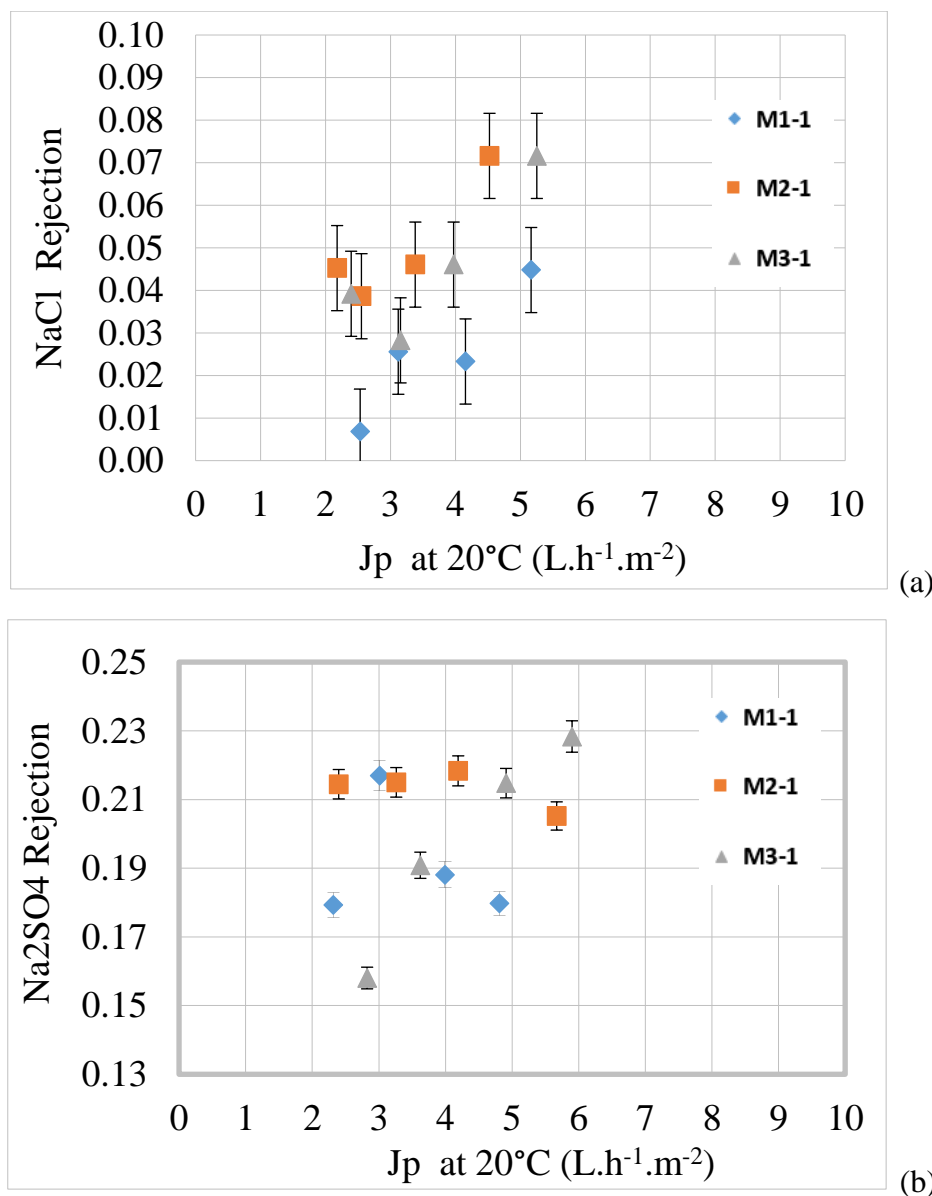 0.10
0.09
0.08
0.07
0.06
0.05
0.04
0.03
0.02
0.01
0.00
NaCl Rejection
M1-1
M2-1
M3-1
0 1 2 3 4 5 6 7 8 9 10
Jp at 20°C (L.h-1.m-2)
(a)
0.25
0.23
0.21
0.19
0.17
0.15
0.13
Na2SO4 Rejection
M1-1
M2-1
M3-1
0 1 2 3 4 5 6 7 8 9 10
Jp at 20°C (L.h-1.m-2)
(b)